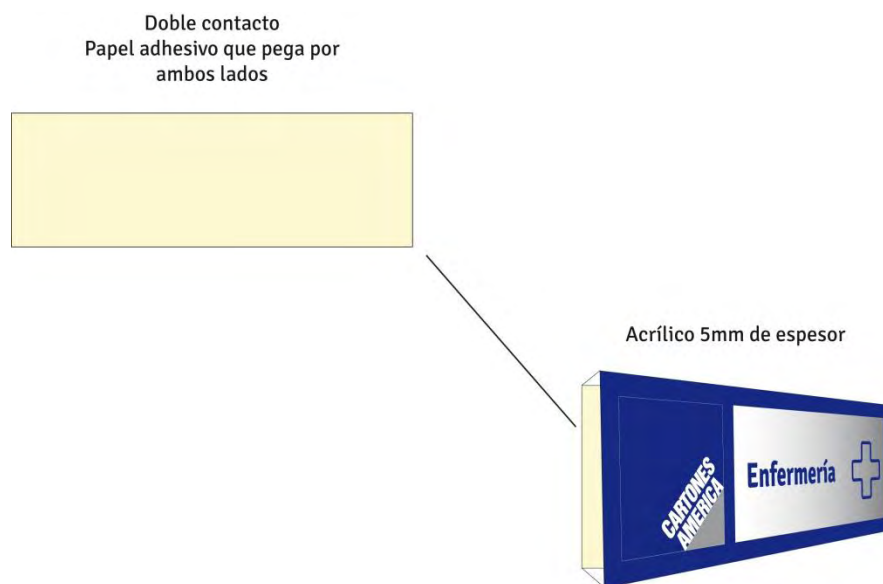 Doble contacto
Papel adhesivo que pega por
ambos lados
Acrílico 5mm de espesor
CARTONES
AMERICA
Enfermería